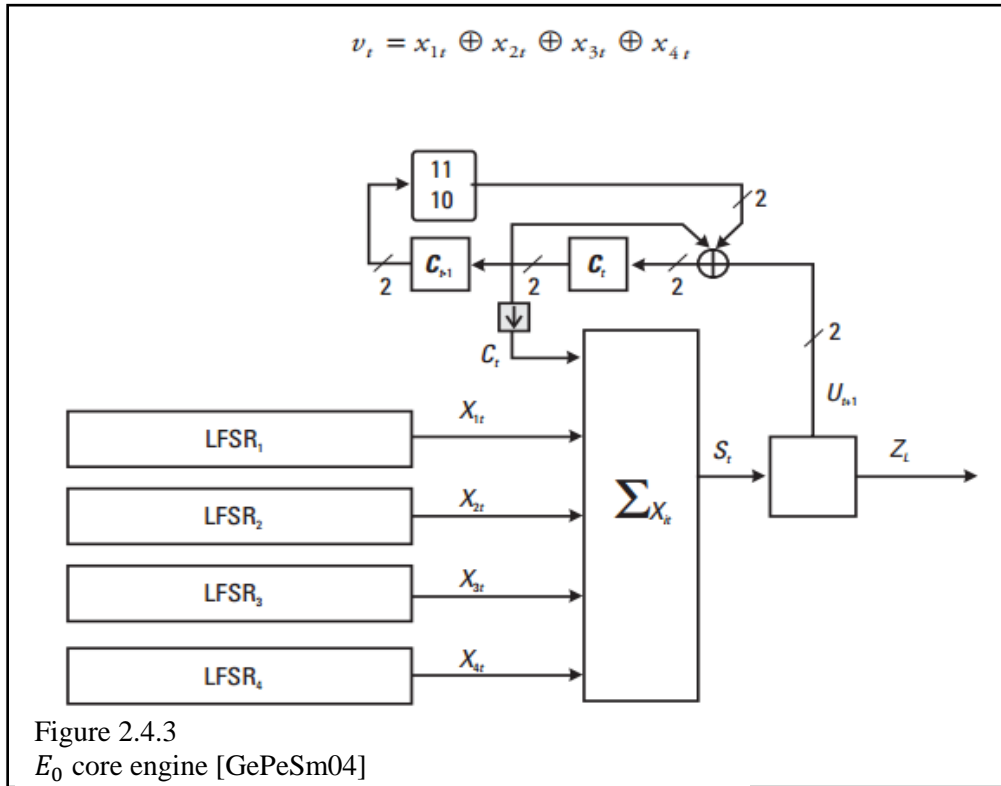 v_t = x_{1t} ⊕ x_{2t} ⊕ x_{3t} ⊕ x_{4t}
11
10
2
C_{t-1}
C_t
2
2
2
2
C_t
U_{t+1}
LFSR₁
X_{1t}
S_t
Z_L
LFSR₂
X_{2t}
∑X_{it}
LFSR₃
X_{3t}
LFSR₄
X_{4t}
Figure 2.4.3
E₀ core engine [GePeSm04]